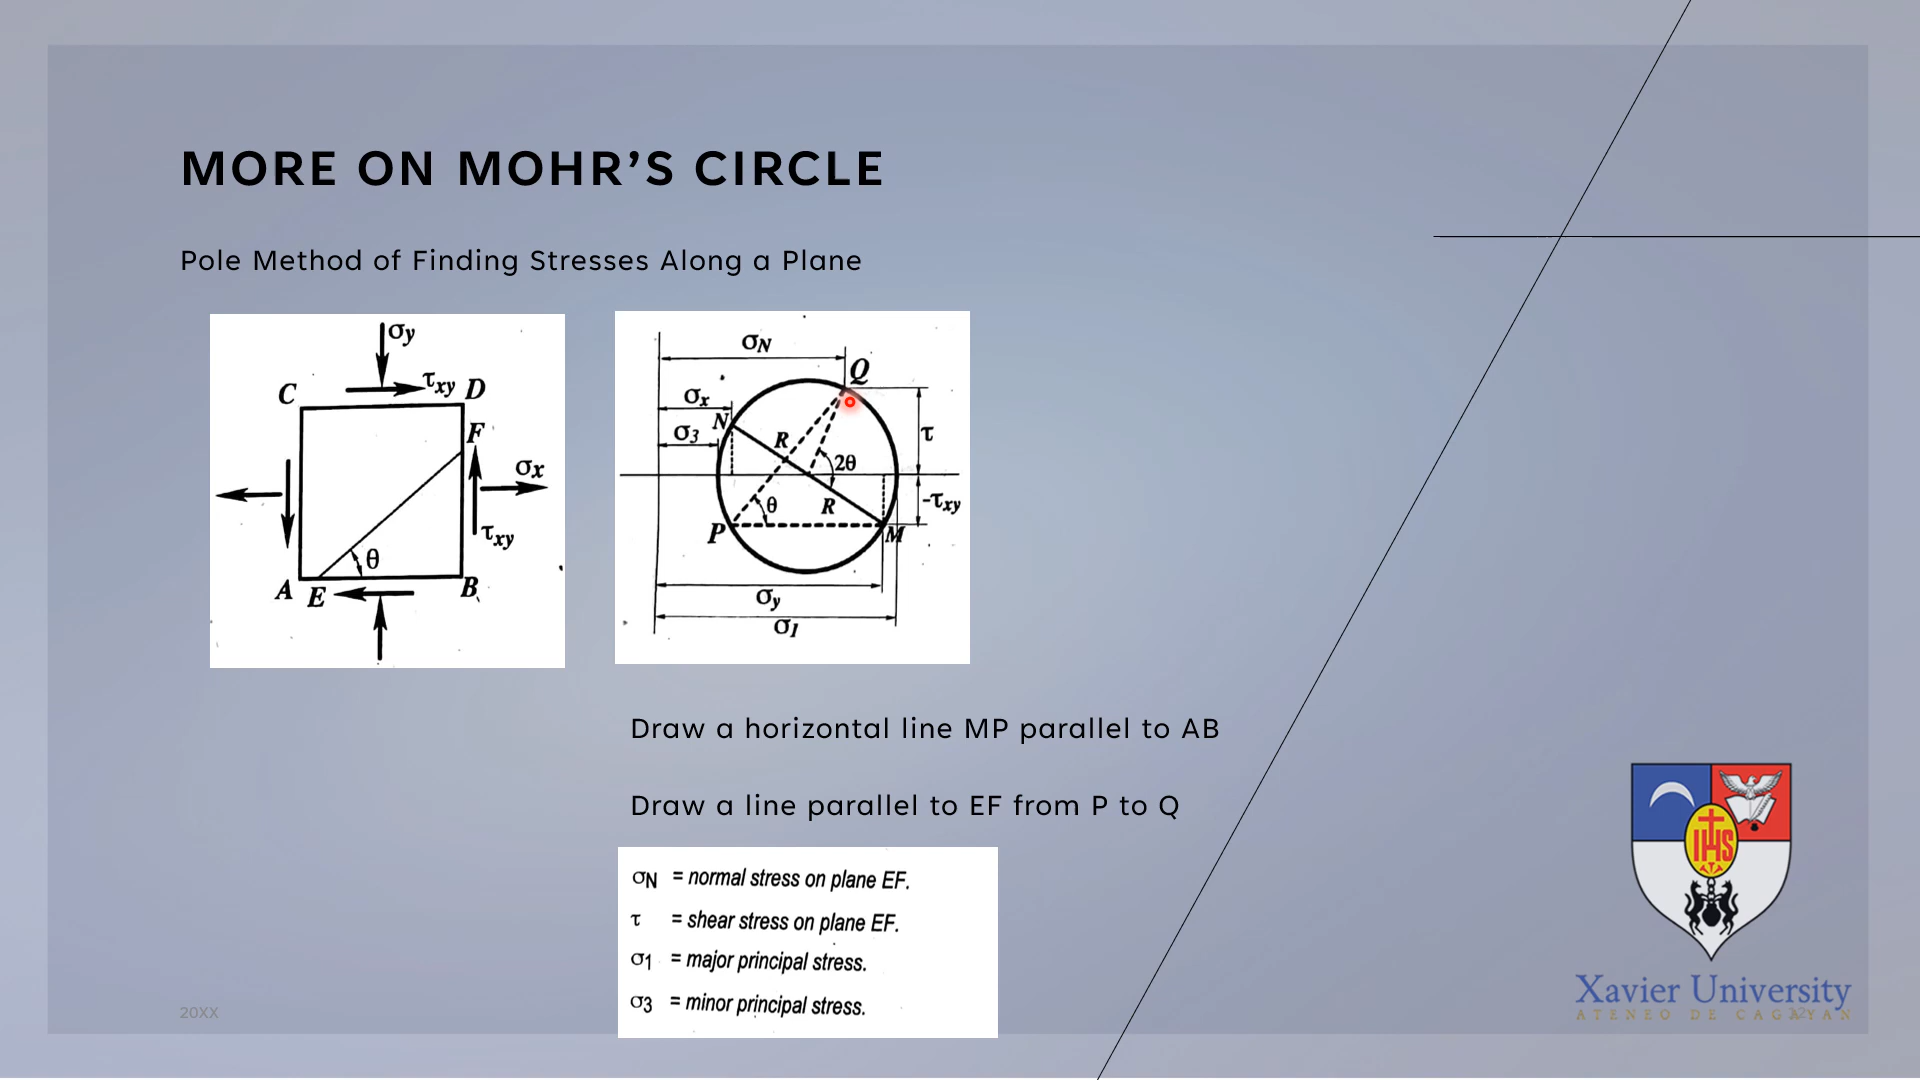 MORE ON MOHR’S CIRCLE
Pole Method of Finding Stresses Along a Plane
σy
τxy
C
D
F
σx
τxy
θ
A
E
B
σN
Q
σx
N
σ3
R
τ
2θ
θ
R
-τxy
P
M
σy
σ1
Draw a horizontal line MP parallel to AB
Draw a line parallel to EF from P to Q
σN = normal stress on plane EF.
τ = shear stress on plane EF.
σ1 = major principal stress.
σ3 = minor principal stress.
IHS
Xavier University
ATENEO DE CAGAYAN
20XX